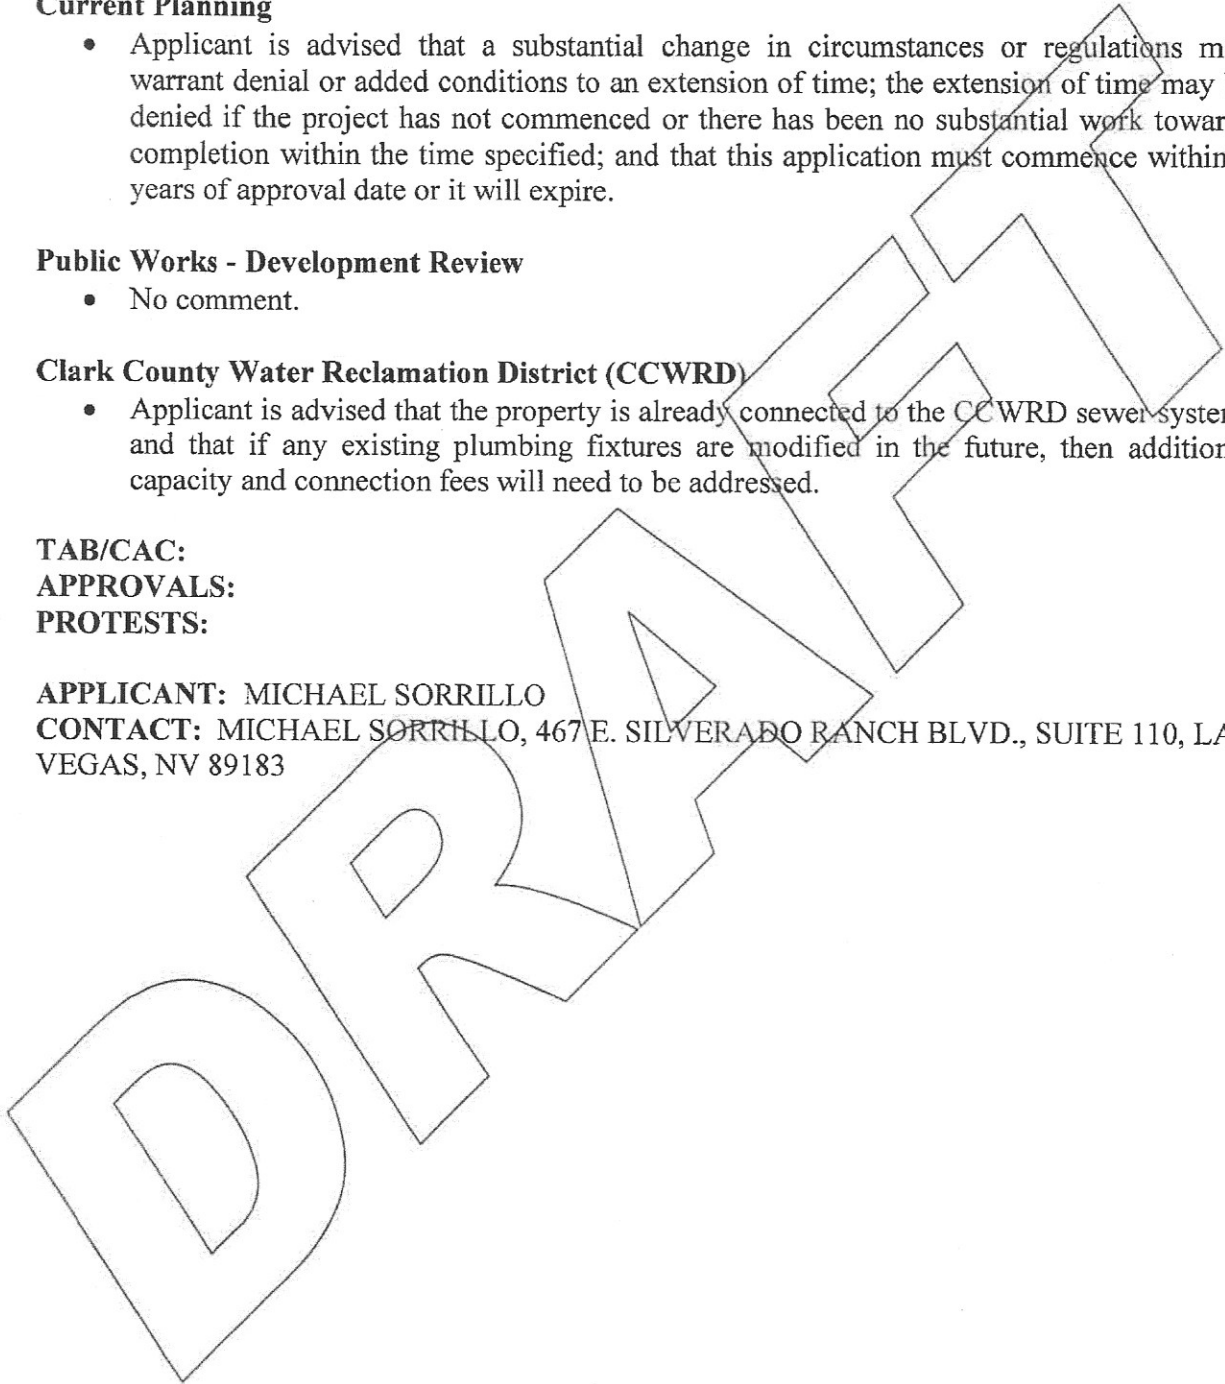 Current Planning
• Applicant is advised that a substantial change in circumstances or regulations m
warrant denial or added conditions to an extension of time; the extension of time may
denied if the project has not commenced or there has been no substantial work towar
completion within the time specified; and that this application must commence within
years of approval date or it will expire.
Public Works - Development Review
• No comment.
Clark County Water Reclamation District (CCWRD)
• Applicant is advised that the property is already connected to the CCWRD sewer system
and that if any existing plumbing fixtures are modified in the future, then addition
capacity and connection fees will need to be addressed.
TAB/CAC:
APPROVALS:
PROTESTS:
APPLICANT: MICHAEL SORRILLO
CONTACT: MICHAEL SORRILLO, 467 E. SILVERADO RANCH BLVD., SUITE 110, LA
VEGAS, NV 89183
DRAFT